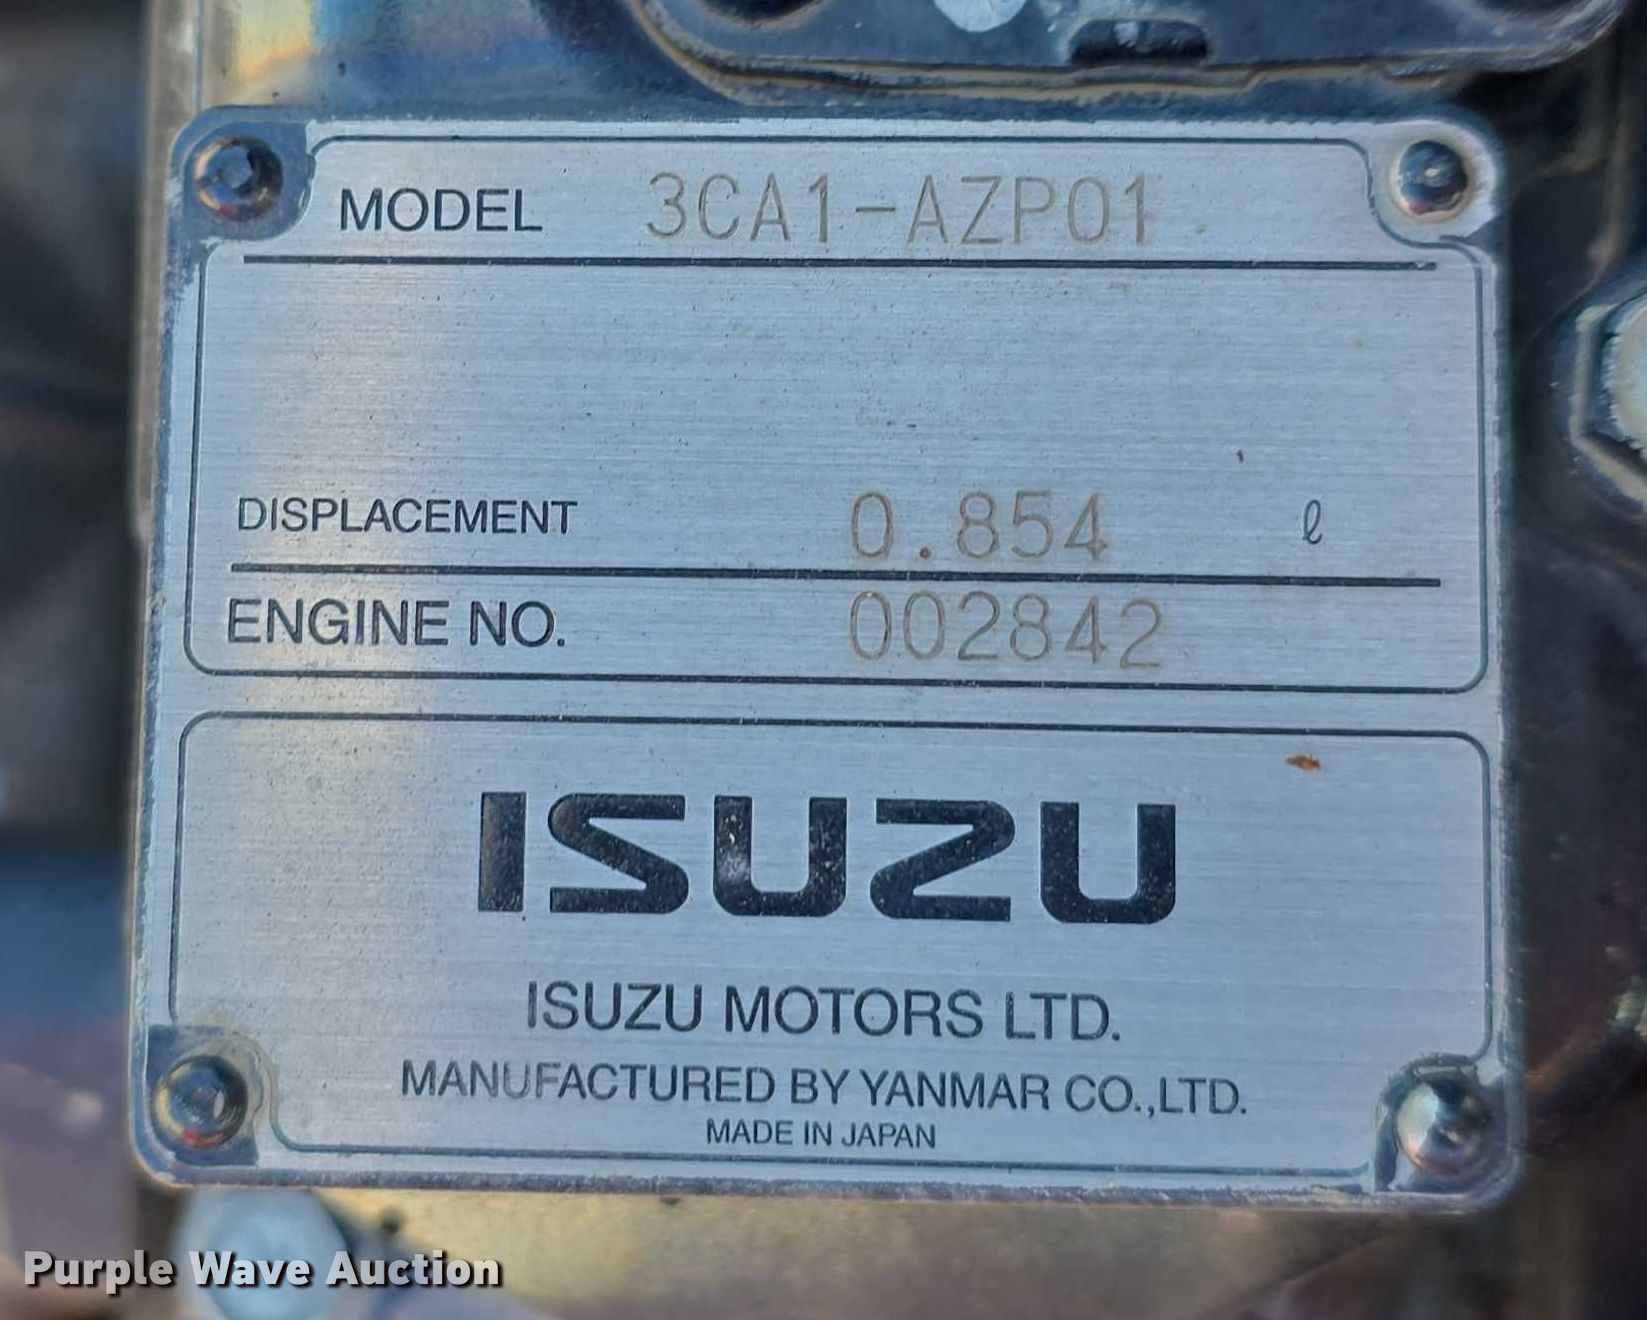 MODEL 3CA1-AZP01
DISPLACEMENT 0.854 ℓ
ENGINE NO. 002842
ISUZU
ISUZU MOTORS LTD.
MANUFACTURED BY YANMAR CO.,LTD.
MADE IN JAPAN
Purple Wave Auction